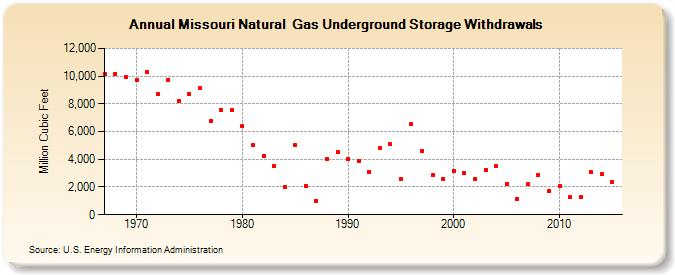 Annual Missouri Natural Gas Underground Storage Withdrawals
Million Cubic Feet
12,000
10,000
8,000
6,000
4,000
2,000
0
1970 1980 1990 2000 2010
Source: U.S. Energy Information Administration